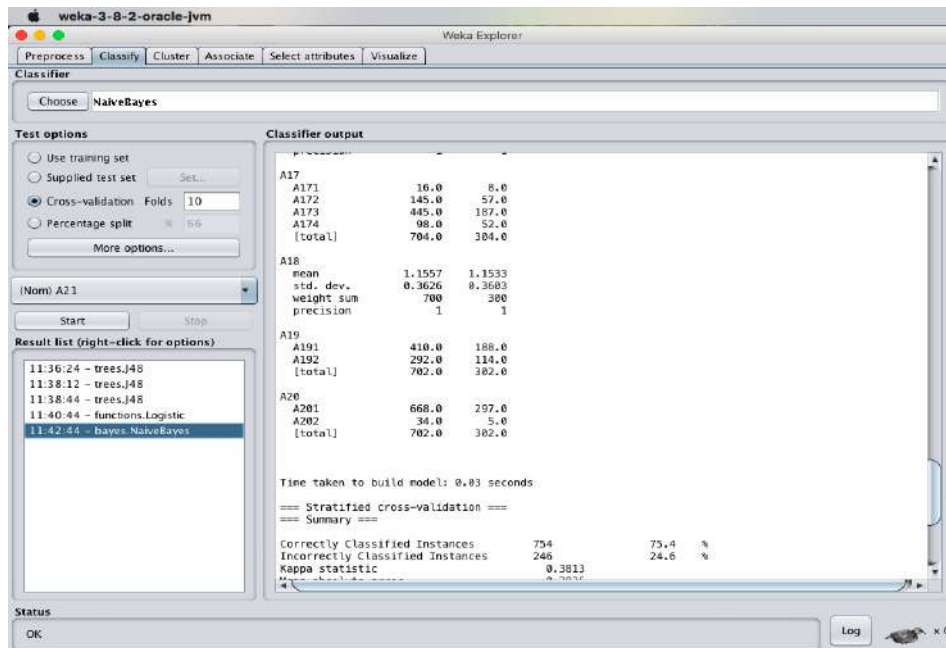 weka-3-8-2-oracle-jvm
Weka Explorer
Preprocess Classify Cluster Associate Select attributes Visualize
Classifier
Choose NaiveBayes
Test options
Use training set
Supplied test set Set...
Cross-validation Folds 10
Percentage split % 66
More options...
(Nom) A21
Start Stop
Result list (right-click for options)
11:36:24 - trees.J48
11:38:12 - trees.J48
11:38:44 - trees.J48
11:40:44 - functions.Logistic
11:42:44 - bayes.NaiveBayes
Classifier output
precision 1 1
A17
A171 16.0 8.0
A172 145.0 57.0
A173 445.0 187.0
A174 98.0 52.0
[total] 704.0 304.0
A18
mean 1.1557 1.1533
std. dev. 0.3626 0.3603
weight sum 700 300
precision 1 1
A19
A191 410.0 188.0
A192 292.0 114.0
[total] 702.0 302.0
A20
A201 668.0 297.0
A202 34.0 5.0
[total] 702.0 302.0
Time taken to build model: 0.03 seconds
=== Stratified cross-validation ===
=== Summary ===
Correctly Classified Instances 754 75.4 %
Incorrectly Classified Instances 246 24.6 %
Kappa statistic 0.3813
Status
OK
Log
x 0